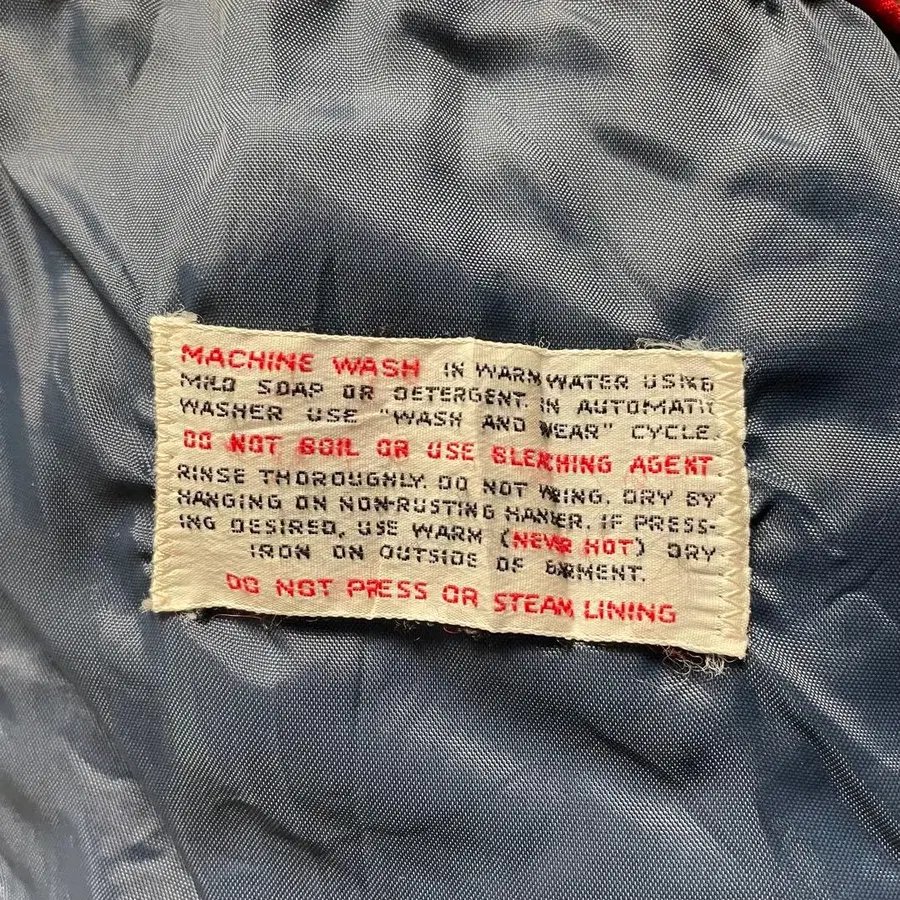 MACHINE WASH IN WARM WATER USING
MILD SOAP OR DETERGENT. IN AUTOMATIC
WASHER USE "WASH AND WEAR" CYCLE.
DO NOT BOIL OR USE BLEACHING AGENT
RINSE THOROUGHLY. DO NOT WRING. DRY BY
HANGING ON NON-RUSTING HANGER. IF PRESS-
ING DESIRED, USE WARM (NEVER HOT) DRY
IRON ON OUTSIDE OF GARMENT.
DO NOT PRESS OR STEAM LINING